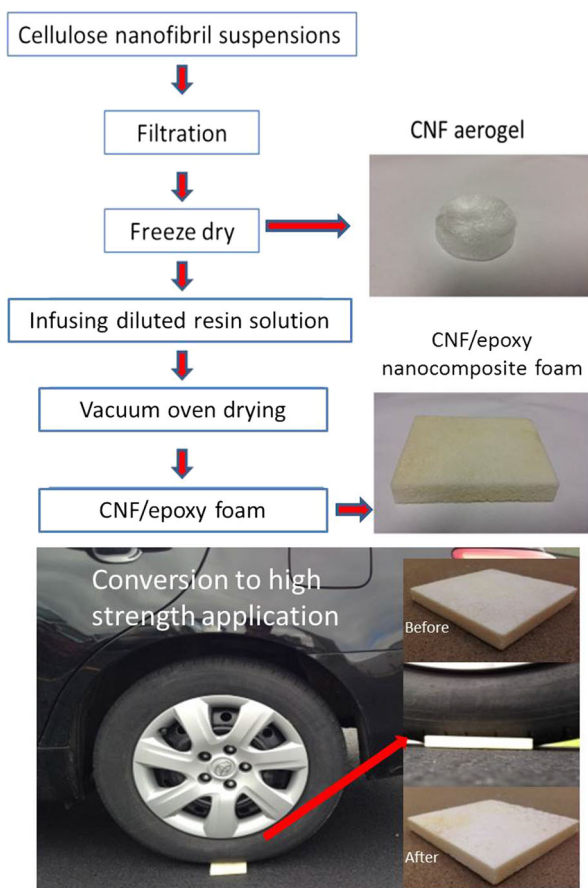 Cellulose nanofibril suspensions
Filtration
CNF aerogel
Freeze dry
Infusing diluted resin solution
CNF/epoxy
nanocomposite foam
Vacuum oven drying
CNF/epoxy foam
Conversion to high
strength application
Before
After